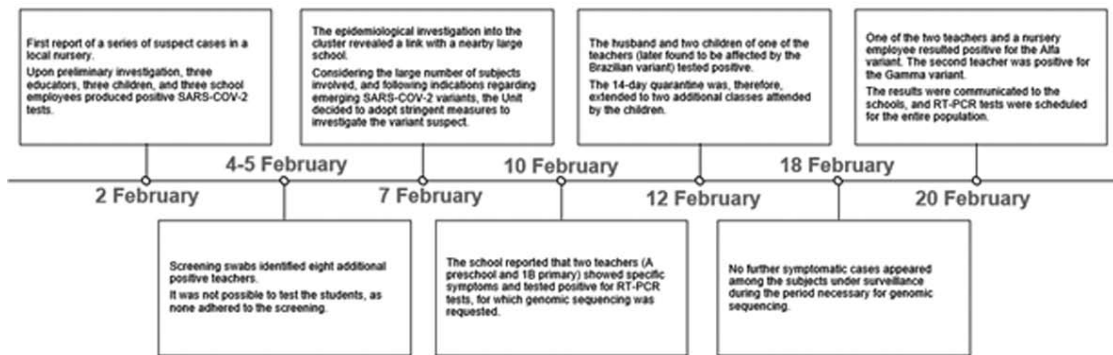 First report of a series of suspect cases in a
local nursery.
Upon preliminary investigation, three
educators, three children, and three school
employees produced positive SARS-COV-2
tests.
The epidemiological investigation into the
cluster revealed a link with a nearby large
school.
Considering the large number of subjects
involved, and following indications regarding
emerging SARS-COV-2 variants, the Unit
decided to adopt stringent measures to
investigate the variant suspect.
The husband and two children of one of the
teachers (later found to be affected by the
Brazilian variant) tested positive.
The 14-day quarantine was, therefore,
extended to two additional classes attended
by the children.
One of the two teachers and a nursery
employee resulted positive for the Alfa
variant. The second teacher was positive for
the Gamma variant.
The results were communicated to the
schools, and RT-PCR tests were scheduled
for the entire population.
4-5 February
10 February
18 February
2 February
7 February
12 February
20 February
Screening swabs identified eight additional
positive teachers.
It was not possible to test the students, as
none adhered to the screening.
The school reported that two teachers (A
preschool and 1B primary) showed specific
symptoms and tested positive for RT-PCR
tests, for which genomic sequencing was
requested.
No further symptomatic cases appeared
among the subjects under surveillance
during the period necessary for genomic
sequencing.